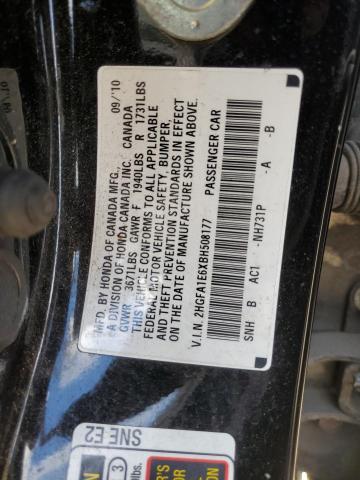 MFD. BY HONDA OF CANADA MFG. 09/'10
A DIVISION OF HONDA CANADA INC. CANADA
GVWR 3671LBS GAWR F 1940LBS R 1731LBS
THIS VEHICLE CONFORMS TO ALL APPLICABLE
FEDERAL MOTOR VEHICLE SAFETY, BUMPER,
AND THEFT PREVENTION STANDARDS IN EFFECT
ON THE DATE OF MANUFACTURE SHOWN ABOVE.
V.I.N. 2HGFA1E6XBH508177 PASSENGER CAR
SNH B AC1 -NH731P -A -B
SNE E2
3
lbs.